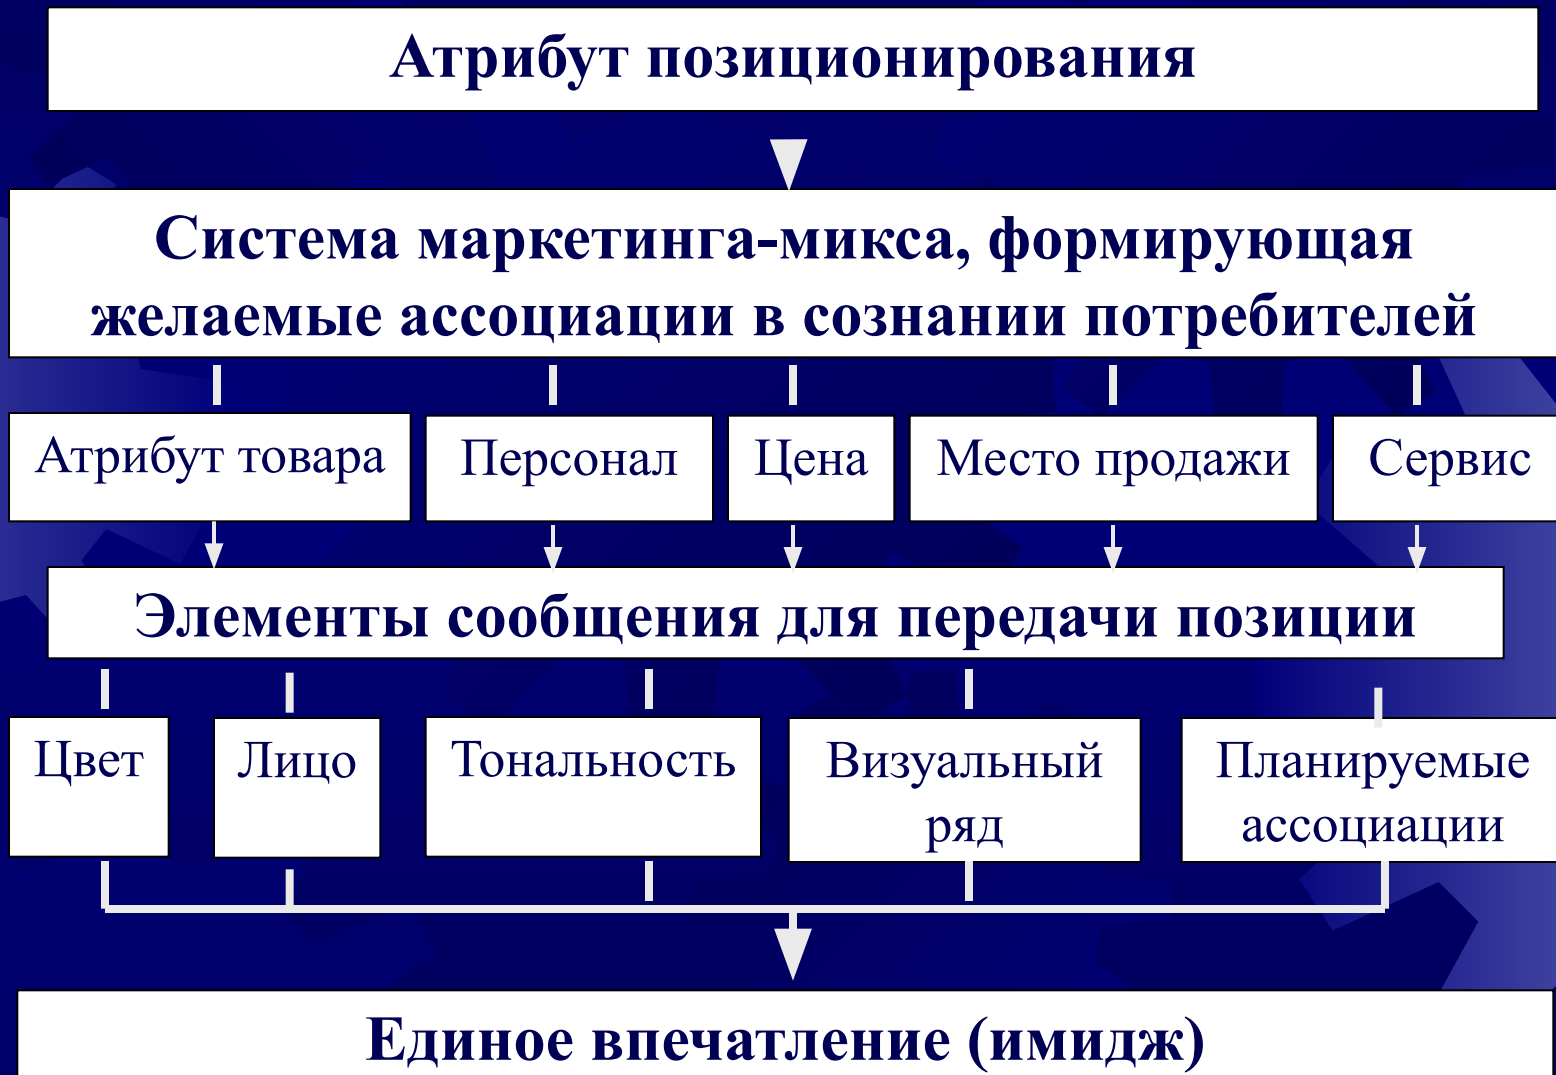 Атрибут позиционирования
Система маркетинга-микса, формирующая
желаемые ассоциации в сознании потребителей
Атрибут товара
Персонал
Цена
Место продажи
Сервис
Элементы сообщения для передачи позиции
Цвет
Лицо
Тональность
Визуальный
ряд
Планируемые
ассоциации
Единое впечатление (имидж)